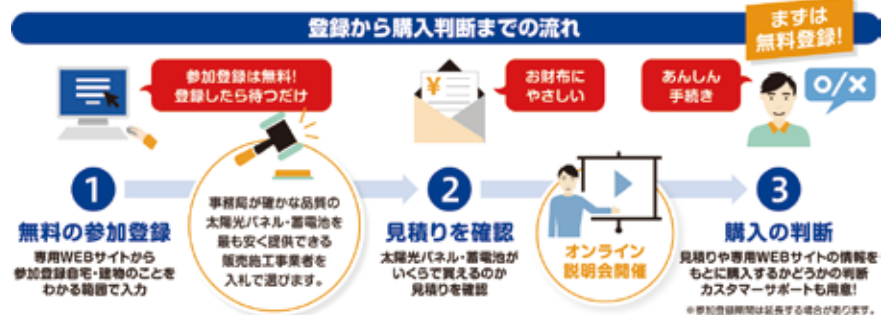 登録から購入判断までの流れ
まずは
無料登録!
参加登録は無料!
登録したら待つだけ
¥
お財布に
やさしい
あんしん
手続き
O/×
1
無料の参加登録
専用WEBサイトから
参加登録自宅・建物のことを
わかる範囲で入力
事務局が確かな品質の
太陽光パネル・蓄電池を
最も安く提供できる
販売施工事業者を
入札で選びます。
2
見積りを確認
太陽光パネル・蓄電池が
いくらで買えるのか
見積りを確認
オンライン
説明会開催
3
購入の判断
見積りや専用WEBサイトの情報を
もとに購入するかどうかの判断
カスタマーサポートも用意!
※参加登録期間は延長する場合があります。